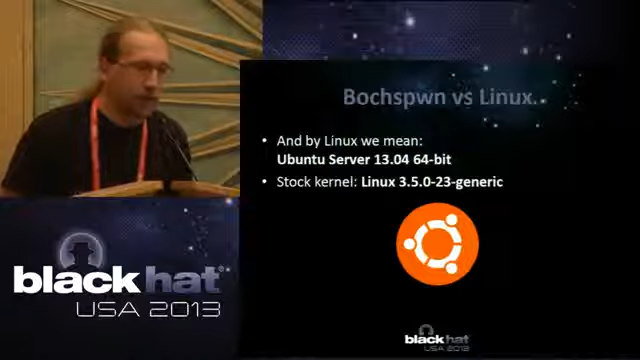 Bochspwn vs Linux
• And by Linux we mean:
Ubuntu Server 13.04 64-bit
• Stock kernel: Linux 3.5.0-23-generic
black hat®
USA 2013
black hat
USA 2013